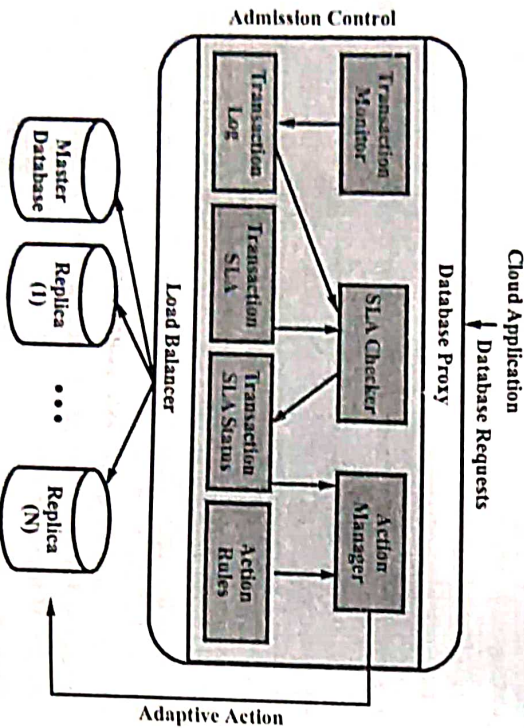 Cloud Application
Database Requests
Database Proxy
Admission Control
Transaction
Monitor
SLA Checker
Action
Manager
Transaction
Log
Transaction
SLA
Transaction
SLA Status
Action
Rules
Load Balancer
Master
Database
Replica
(1)
• • •
Replica
(N)
Adaptive Action